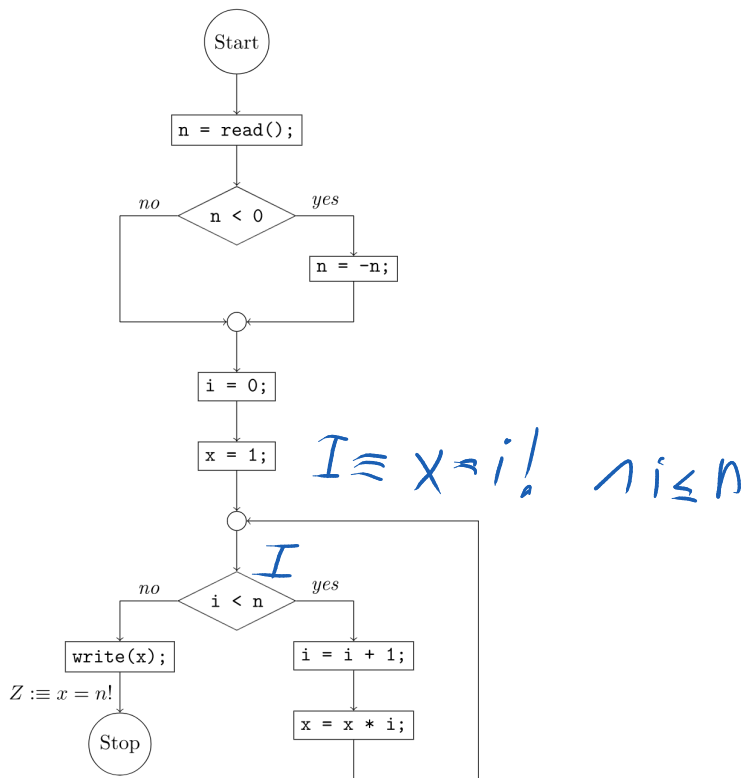 Start
n = read();
no
n < 0
yes
n = -n;
i = 0;
x = 1;
I ≡ x = i! ∧ i ≤ n
I
no
i < n
yes
write(x);
i = i + 1;
Z :≡ x = n!
x = x * i;
Stop